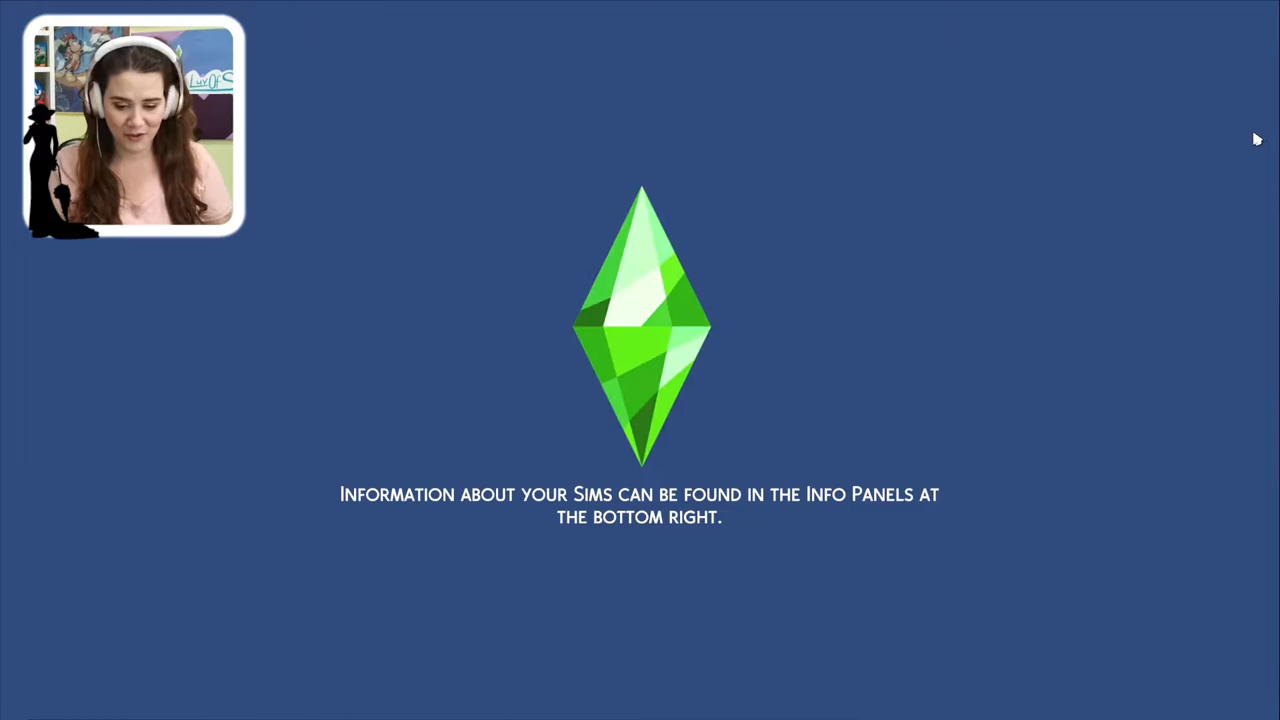 LuvOfS
Information about your Sims can be found in the Info Panels at
the bottom right.